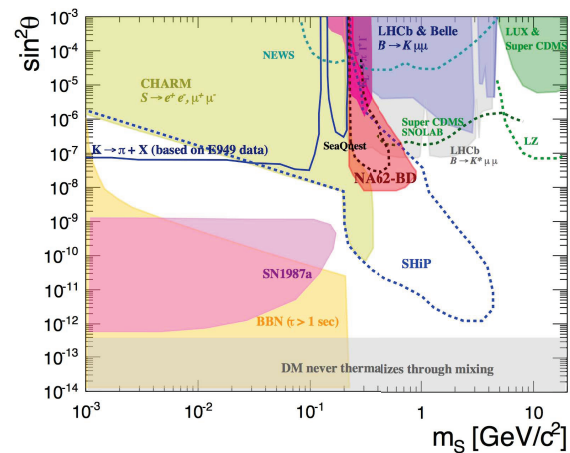 sin²θ
10⁻³
10⁻⁴
10⁻⁵
10⁻⁶
10⁻⁷
10⁻⁸
10⁻⁹
10⁻¹⁰
10⁻¹¹
10⁻¹²
10⁻¹³
10⁻¹⁴
NEWS
LHCb & Belle
B→K μμ
LUX &
Super CDMS
CHARM
S→e⁺ e⁻, μ⁺ μ⁻
K→π + X (based on E949 data)
SeaQuest
Super CDMS
SNOLAB
LHCb
B→K* μ μ
LZ
NA62-BD
SN1987a
SHiP
BBN (τ > 1 sec)
DM never thermalizes through mixing
10⁻³
10⁻²
10⁻¹
1
10
m_S [GeV/c²]